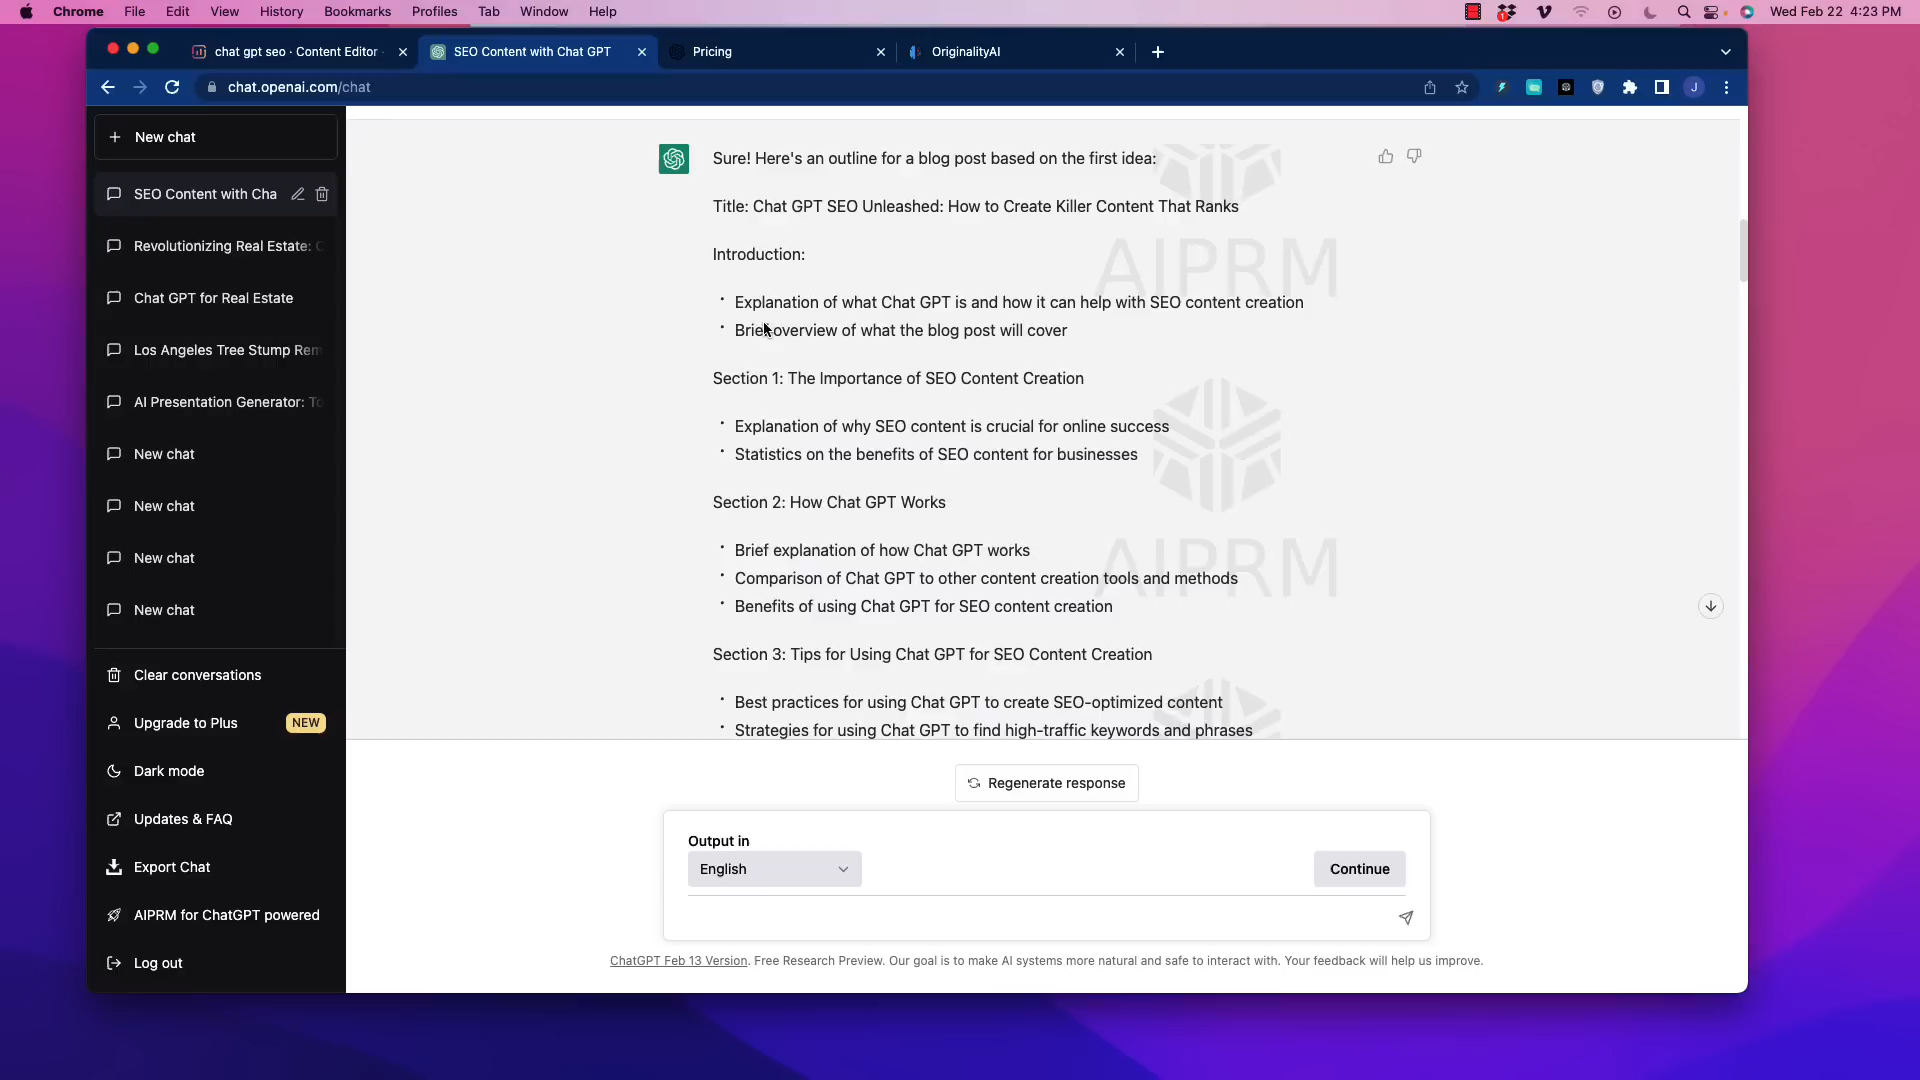 Chrome File Edit View History Bookmarks Profiles Tab Window Help
1
Wed Feb 22 4:23 PM
chat gpt seo · Content Editor
SEO Content with Chat GPT
Pricing
OriginalityAI
chat.openai.com/chat
J
New chat
SEO Content with Cha
Revolutionizing Real Estate: C
Chat GPT for Real Estate
Los Angeles Tree Stump Rem
AI Presentation Generator: To
New chat
New chat
New chat
New chat
Clear conversations
Upgrade to Plus NEW
Dark mode
Updates & FAQ
Export Chat
AIPRM for ChatGPT powered
Log out
Sure! Here's an outline for a blog post based on the first idea:
Title: Chat GPT SEO Unleashed: How to Create Killer Content That Ranks
Introduction:
AIPRM
• Explanation of what Chat GPT is and how it can help with SEO content creation
• Brief overview of what the blog post will cover
Section 1: The Importance of SEO Content Creation
• Explanation of why SEO content is crucial for online success
• Statistics on the benefits of SEO content for businesses
Section 2: How Chat GPT Works
• Brief explanation of how Chat GPT works
AIPRM
• Comparison of Chat GPT to other content creation tools and methods
• Benefits of using Chat GPT for SEO content creation
Section 3: Tips for Using Chat GPT for SEO Content Creation
• Best practices for using Chat GPT to create SEO-optimized content
• Strategies for using Chat GPT to find high-traffic keywords and phrases
Regenerate response
Output in
English
Continue
ChatGPT Feb 13 Version. Free Research Preview. Our goal is to make AI systems more natural and safe to interact with. Your feedback will help us improve.